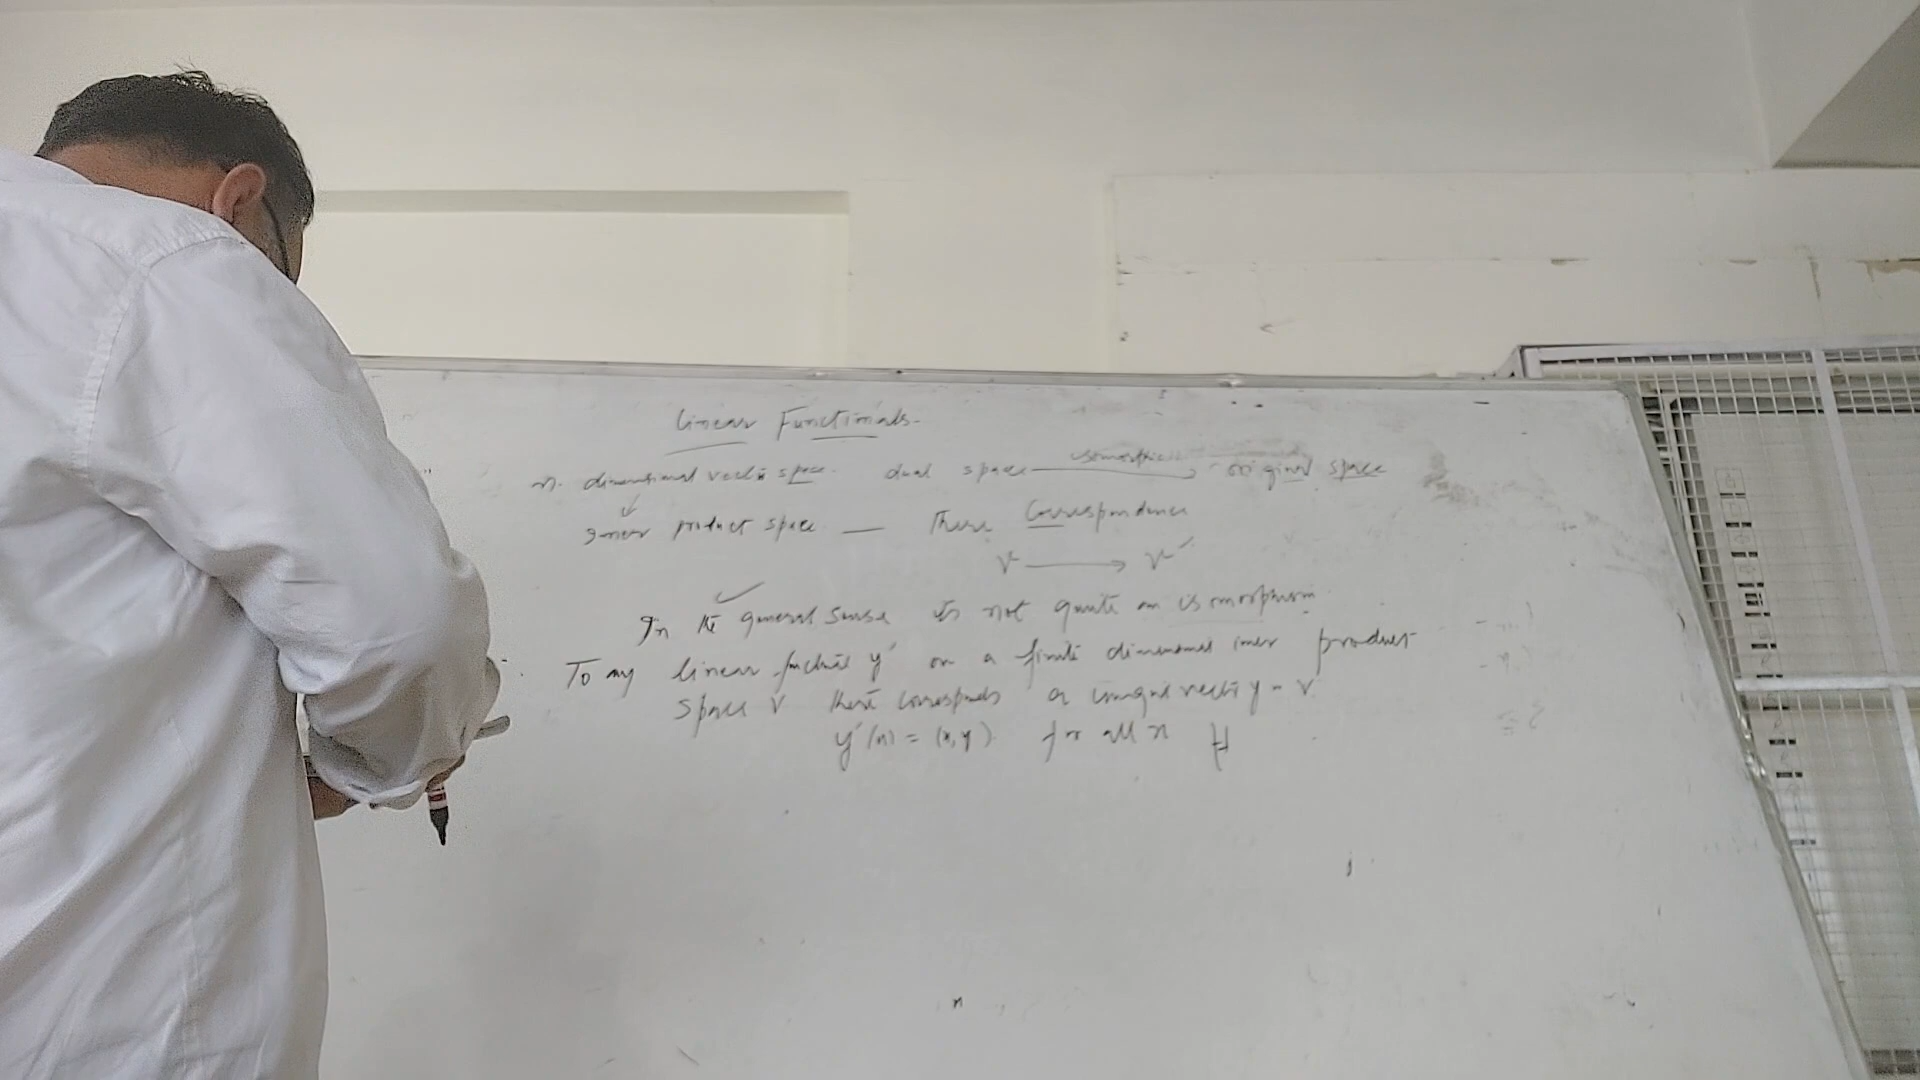 Linear Functionals.
n. dimensional vector space. dual space isomorphic original space
Inner product space — There Correspondence
V → V'
In the general sense its not quite an isomorphism
To any linear y' on a finite dimensional inner product
space V there corresponds a unique vector y - V
y'(x) = (x, y) for all x